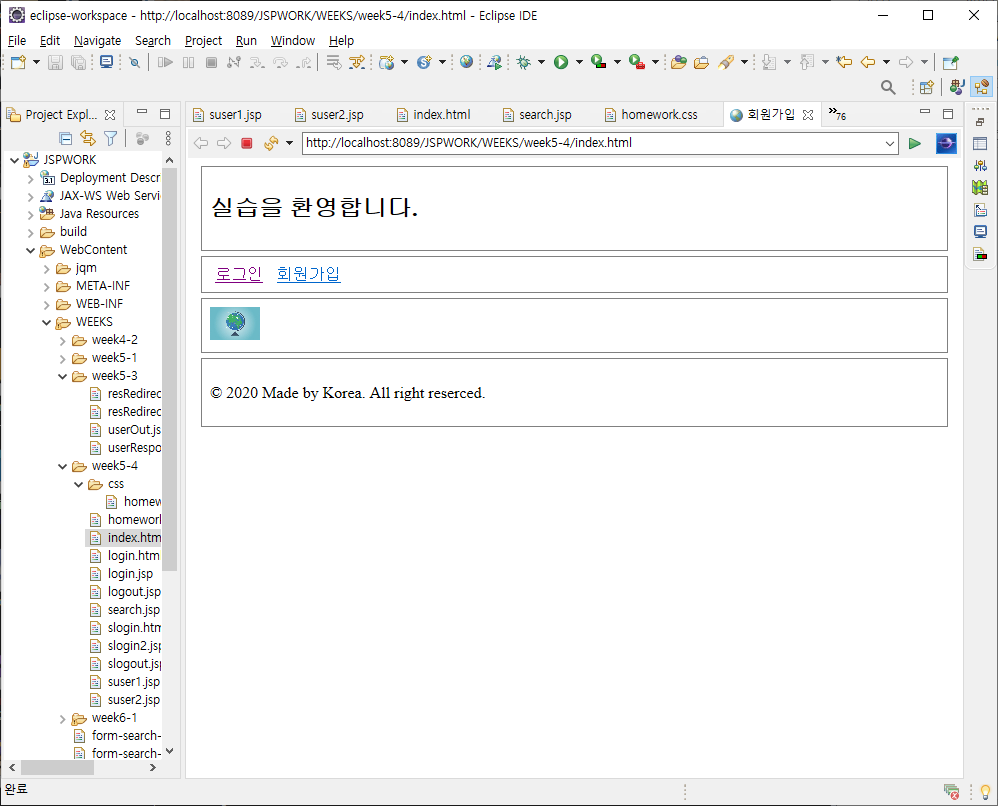 eclipse-workspace - http://localhost:8089/JSPWORK/WEEKS/week5-4/index.html - Eclipse IDE
File Edit Navigate Search Project Run Window Help
Project Expl...
JSPWORK
Deployment Descr
JAX-WS Web Servi
Java Resources
build
WebContent
jqm
META-INF
WEB-INF
WEEKS
week4-2
week5-1
week5-3
resRedirec
resRedirec
userOut.js
userRespo
week5-4
css
homew
homework
index.htm
login.htm
login.jsp
logout.jsp
search.jsp
slogin.htm
slogin2.jsp
slogout.jsp
suser1.jsp
suser2.jsp
week6-1
form-search-
form-search-
suser1.jsp suser2.jsp index.html search.jsp homework.css 회원가입 »76
http://localhost:8089/JSPWORK/WEEKS/week5-4/index.html
실습을 환영합니다.
로그인 회원가입
© 2020 Made by Korea. All right reserced.
완료